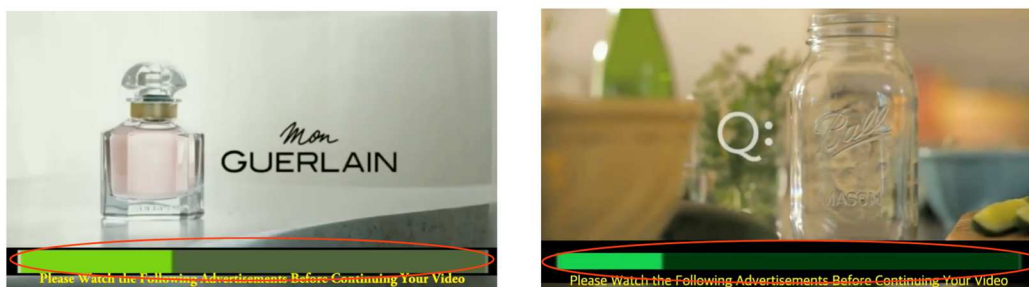 Mon
GUERLAIN
Please Watch the Following Advertisements Before Continuing Your Video
Q:
Ball
MASON
Please Watch the Following Advertisements Before Continuing Your Video